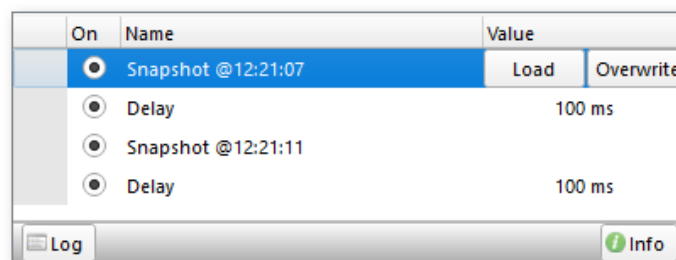 On Name Value
Snapshot @12:21:07 Load Overwrite
Delay 100 ms
Snapshot @12:21:11
Delay 100 ms
Log Info